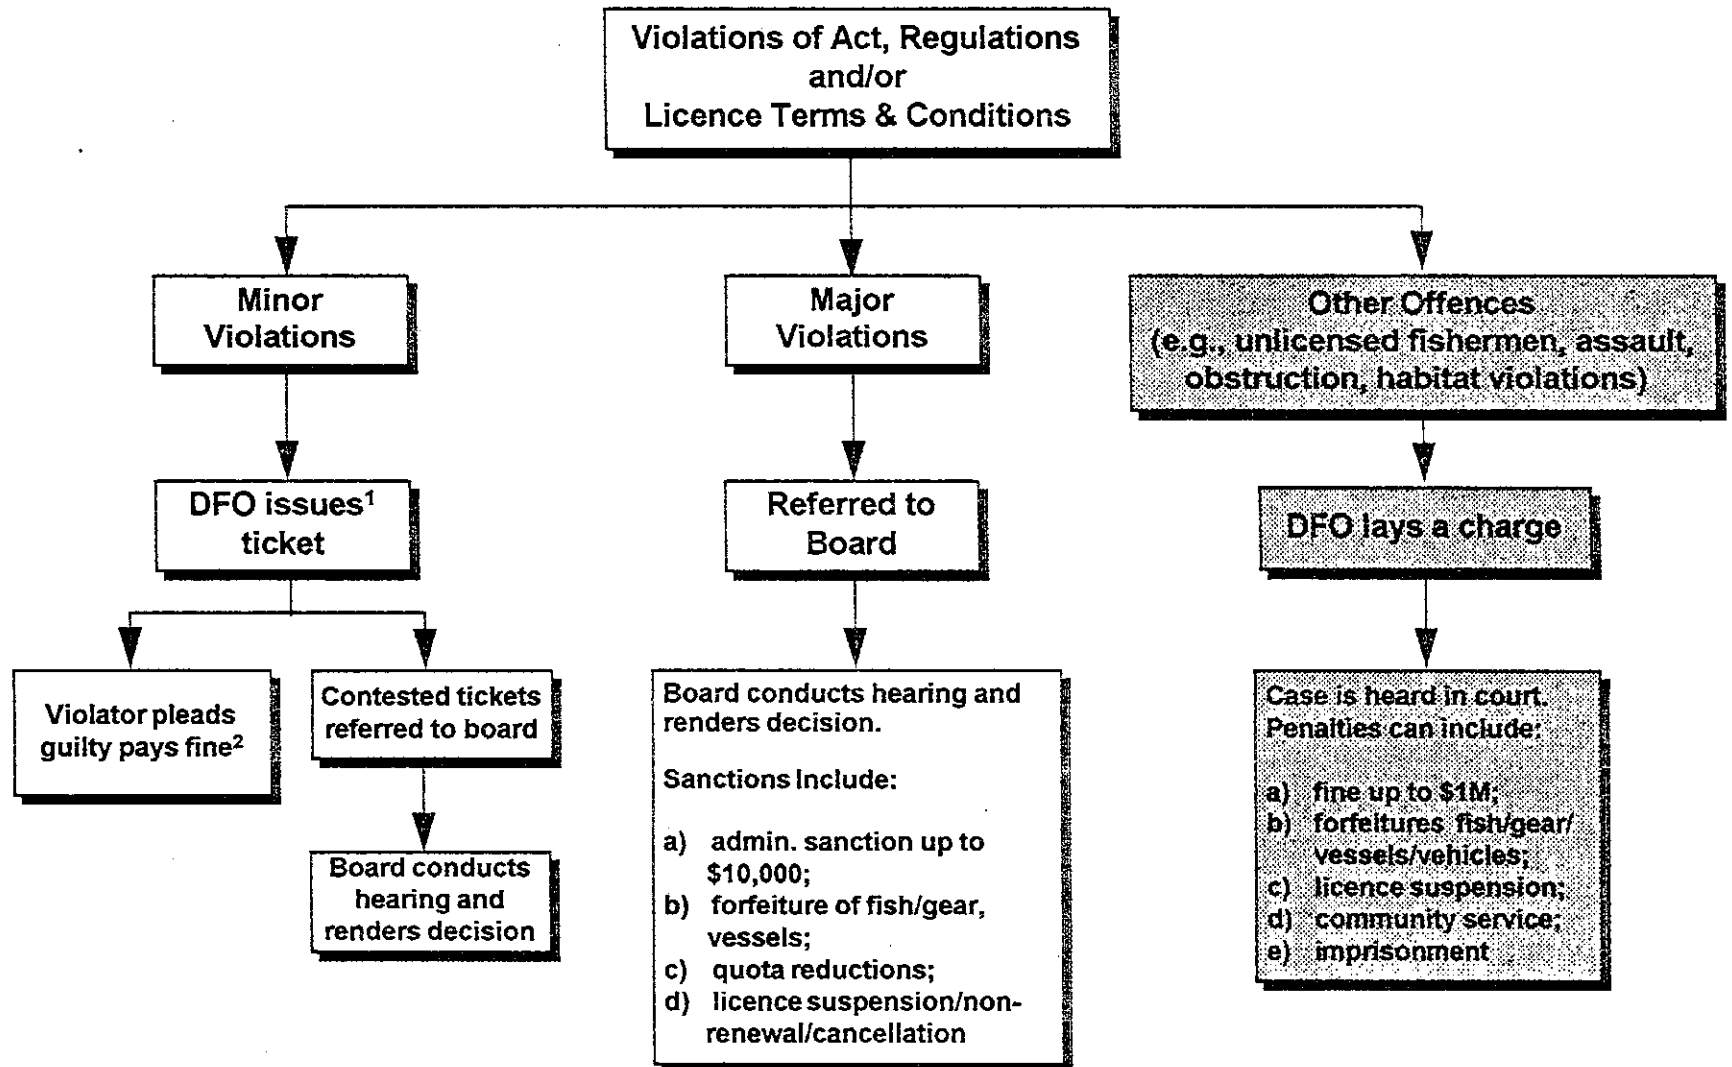 Violations of Act, Regulations
and/or
Licence Terms & Conditions
Minor
Violations
Major
Violations
Other Offences
(e.g., unlicensed fishermen, assault,
obstruction, habitat violations)
DFO issues¹
ticket
Referred to
Board
DFO lays a charge
Violator pleads
guilty pays fine²
Contested tickets
referred to board
Board conducts
hearing and
renders decision
Board conducts hearing and
renders decision.
Sanctions Include:
a) admin. sanction up to
$10,000;
b) forfeiture of fish/gear,
vessels;
c) quota reductions;
d) licence suspension/non-
renewal/cancellation
Case is heard in court.
Penalties can include:
a) fine up to $1M;
b) forfeitures fish/gear/
vessels/vehicles;
c) licence suspension;
d) community service;
e) imprisonment